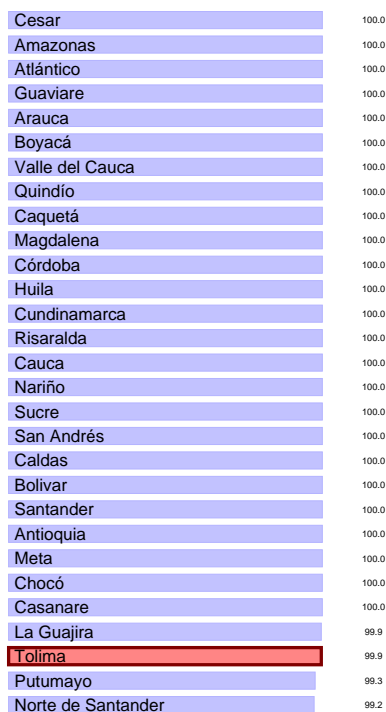 Cesar 100.0
Amazonas 100.0
Atlántico 100.0
Guaviare 100.0
Arauca 100.0
Boyacá 100.0
Valle del Cauca 100.0
Quindío 100.0
Caquetá 100.0
Magdalena 100.0
Córdoba 100.0
Huila 100.0
Cundinamarca 100.0
Risaralda 100.0
Cauca 100.0
Nariño 100.0
Sucre 100.0
San Andrés 100.0
Caldas 100.0
Bolivar 100.0
Santander 100.0
Antioquia 100.0
Meta 100.0
Chocó 100.0
Casanare 100.0
La Guajira 99.9
Tolima 99.9
Putumayo 99.3
Norte de Santander 99.2